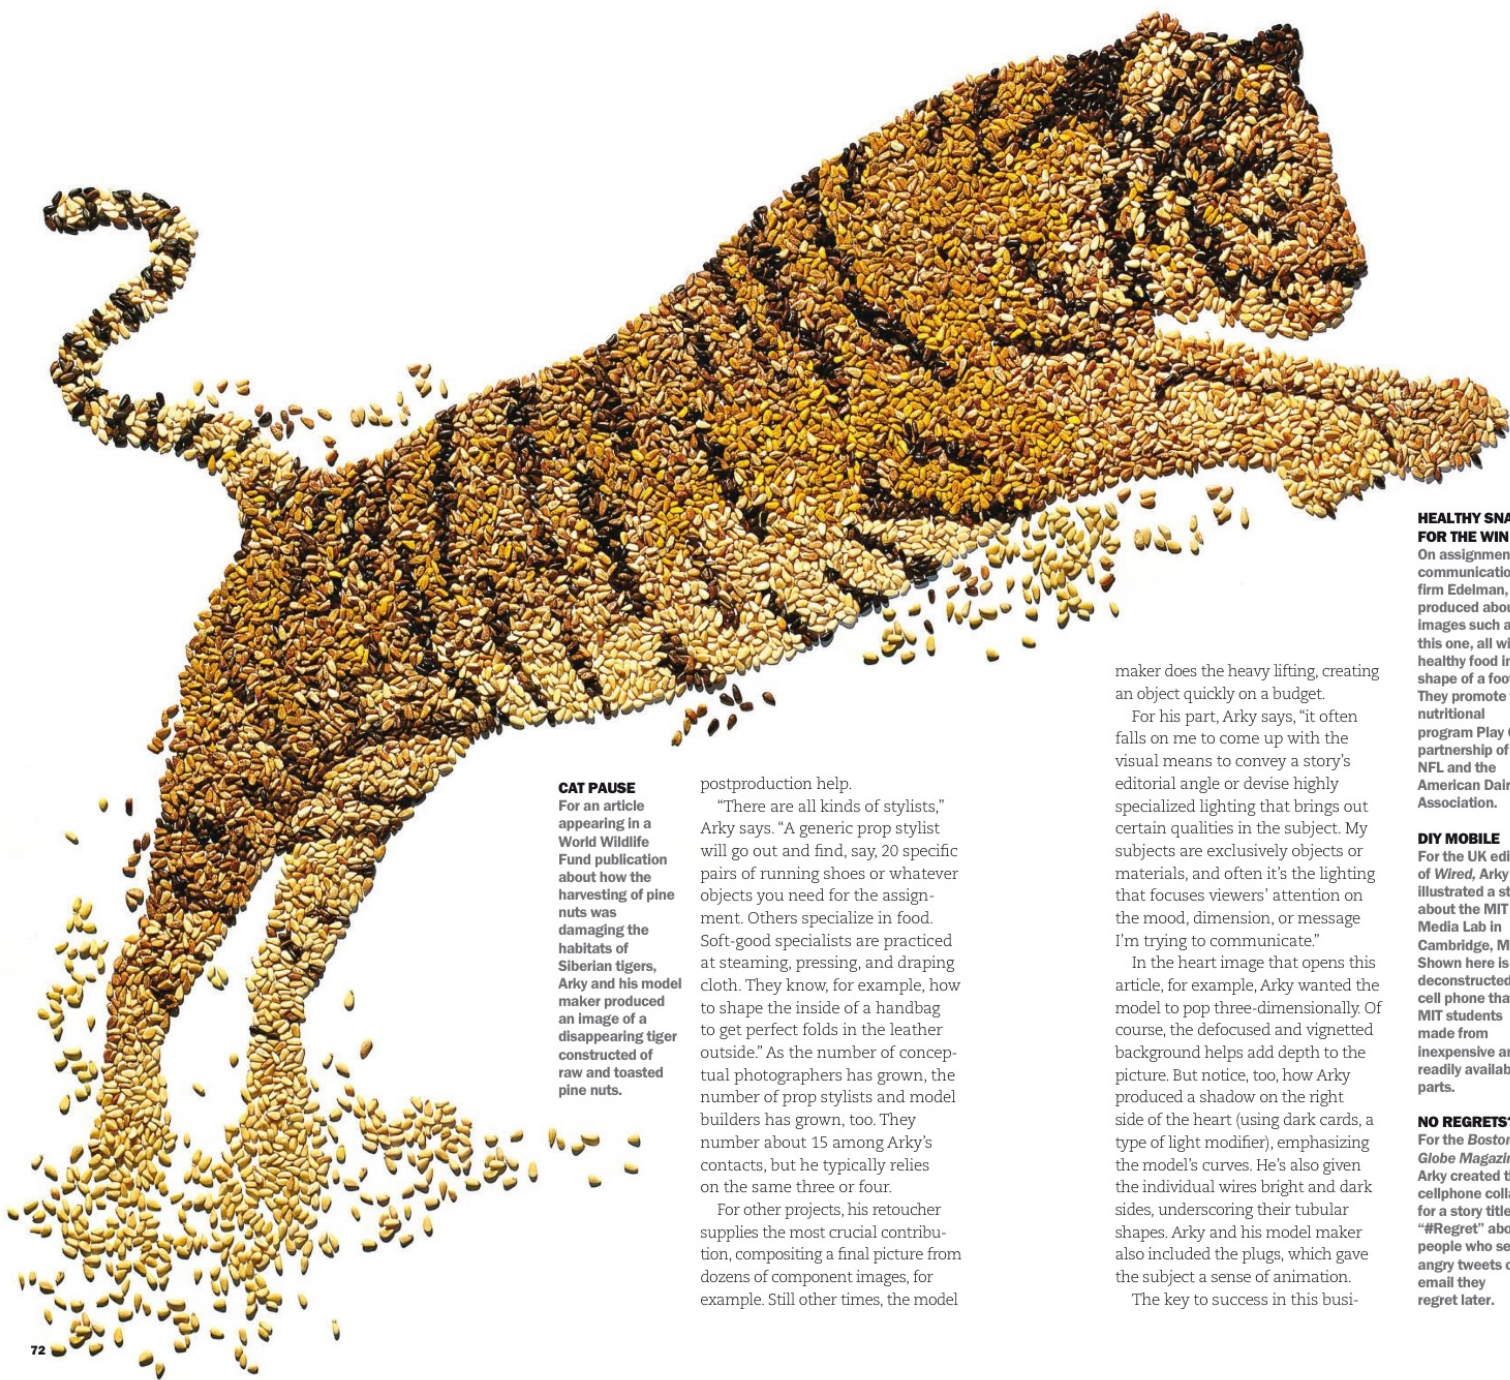 CAT PAUSE
For an article
appearing in a
World Wildlife
Fund publication
about how the
harvesting of pine
nuts was
damaging the
habitats of
Siberian tigers,
Arky and his model
maker produced
an image of a
disappearing tiger
constructed of
raw and toasted
pine nuts.
postproduction help.
“There are all kinds of stylists,”
Arky says. “A generic prop stylist
will go out and find, say, 20 specific
pairs of running shoes or whatever
objects you need for the assign-
ment. Others specialize in food.
Soft-good specialists are practiced
at steaming, pressing, and draping
cloth. They know, for example, how
to shape the inside of a handbag
to get perfect folds in the leather
outside.” As the number of concep-
tual photographers has grown, the
number of prop stylists and model
builders has grown, too. They
number about 15 among Arky’s
contacts, but he typically relies
on the same three or four.
For other projects, his retoucher
supplies the most crucial contribu-
tion, compositing a final picture from
dozens of component images, for
example. Still other times, the model
maker does the heavy lifting, creating
an object quickly on a budget.
For his part, Arky says, “it often
falls on me to come up with the
visual means to convey a story’s
editorial angle or devise highly
specialized lighting that brings out
certain qualities in the subject. My
subjects are exclusively objects or
materials, and often it’s the lighting
that focuses viewers’ attention on
the mood, dimension, or message
I’m trying to communicate.”
In the heart image that opens this
article, for example, Arky wanted the
model to pop three-dimensionally. Of
course, the defocused and vignetted
background helps add depth to the
picture. But notice, too, how Arky
produced a shadow on the right
side of the heart (using dark cards, a
type of light modifier), emphasizing
the model’s curves. He’s also given
the individual wires bright and dark
sides, underscoring their tubular
shapes. Arky and his model maker
also included the plugs, which gave
the subject a sense of animation.
The key to success in this busi-
HEALTHY
FOR THE WIN
On
firm Edelman,
produced
images such
this one, all
healthy food
shape of a
They promote
nutritional
program Play
partnership of
NFL and the
American
Association.
DIY MOBILE
For the UK
of Wired, Arky
illustrated a
about the MIT
Media Lab in
Cambridge,
Shown here is
deconstructed
cell phone
MIT students
made from
inexpensive
readily
parts.
NO REGRETS?
For the Boston
Globe
Arky created
cellphone
for a story
“#Regret”
people who
angry tweets
email they
regret later.
72